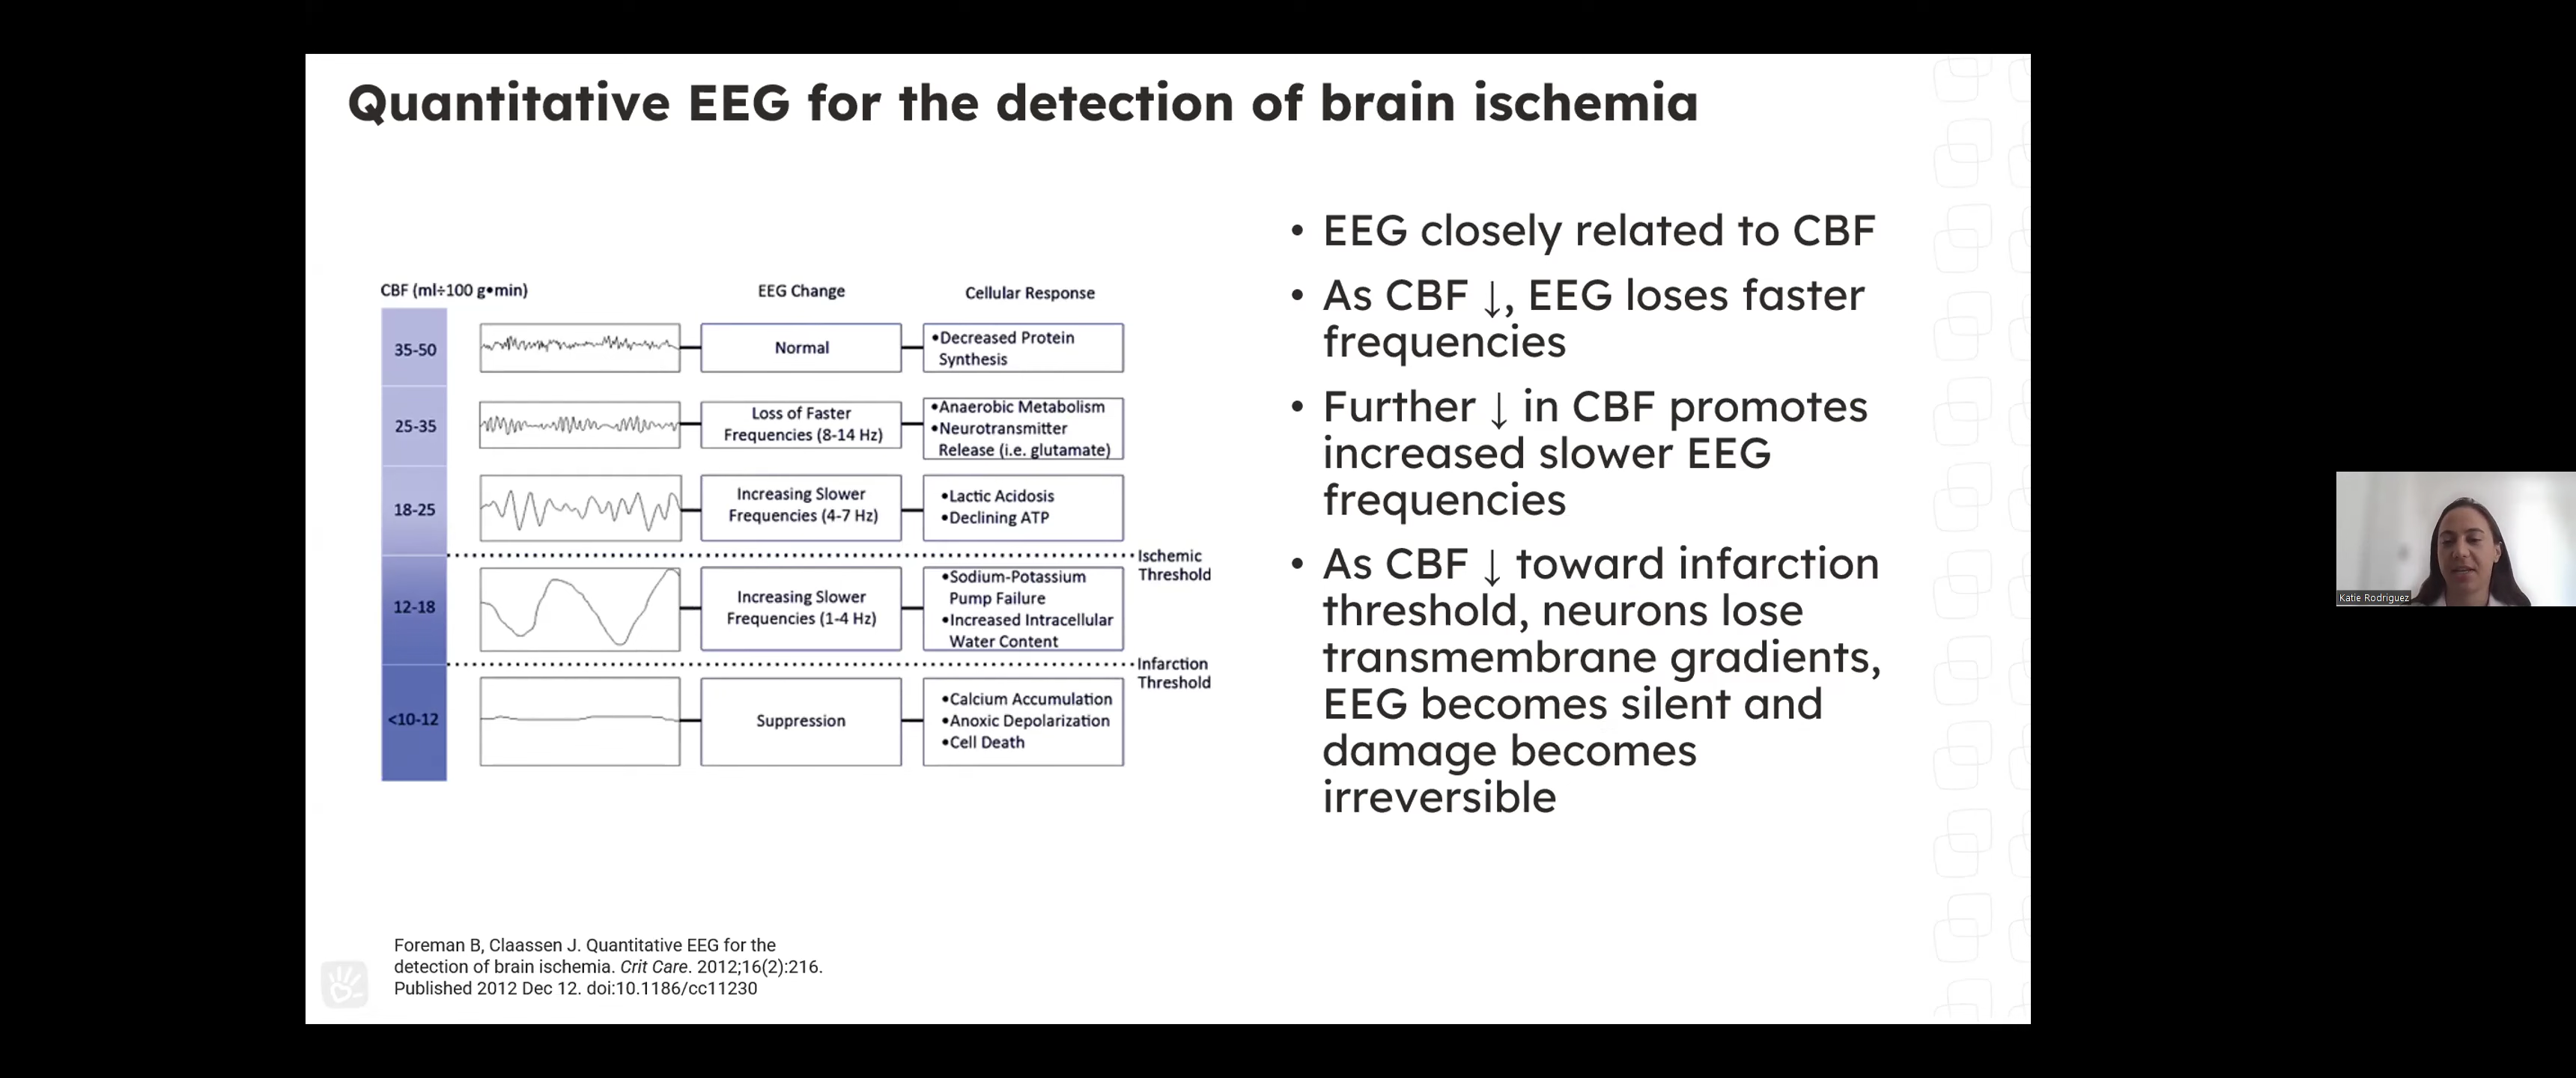 Quantitative EEG for the detection of brain ischemia
CBF (ml÷100 g•min)
EEG Change
Cellular Response
35-50
Normal
•Decreased Protein
Synthesis
25-35
Loss of Faster
Frequencies (8-14 Hz)
•Anaerobic Metabolism
•Neurotransmitter
Release (i.e. glutamate)
18-25
Increasing Slower
Frequencies (4-7 Hz)
•Lactic Acidosis
•Declining ATP
Ischemic
Threshold
12-18
Increasing Slower
Frequencies (1-4 Hz)
•Sodium-Potassium
Pump Failure
•Increased Intracellular
Water Content
Infarction
Threshold
<10-12
Suppression
•Calcium Accumulation
•Anoxic Depolarization
•Cell Death
• EEG closely related to CBF
• As CBF ↓, EEG loses faster
frequencies
• Further ↓ in CBF promotes
increased slower EEG
frequencies
• As CBF ↓ toward infarction
threshold, neurons lose
transmembrane gradients,
EEG becomes silent and
damage becomes
irreversible
Foreman B, Claassen J. Quantitative EEG for the
detection of brain ischemia. Crit Care. 2012;16(2):216.
Published 2012 Dec 12. doi:10.1186/cc11230
Katie Rodriguez